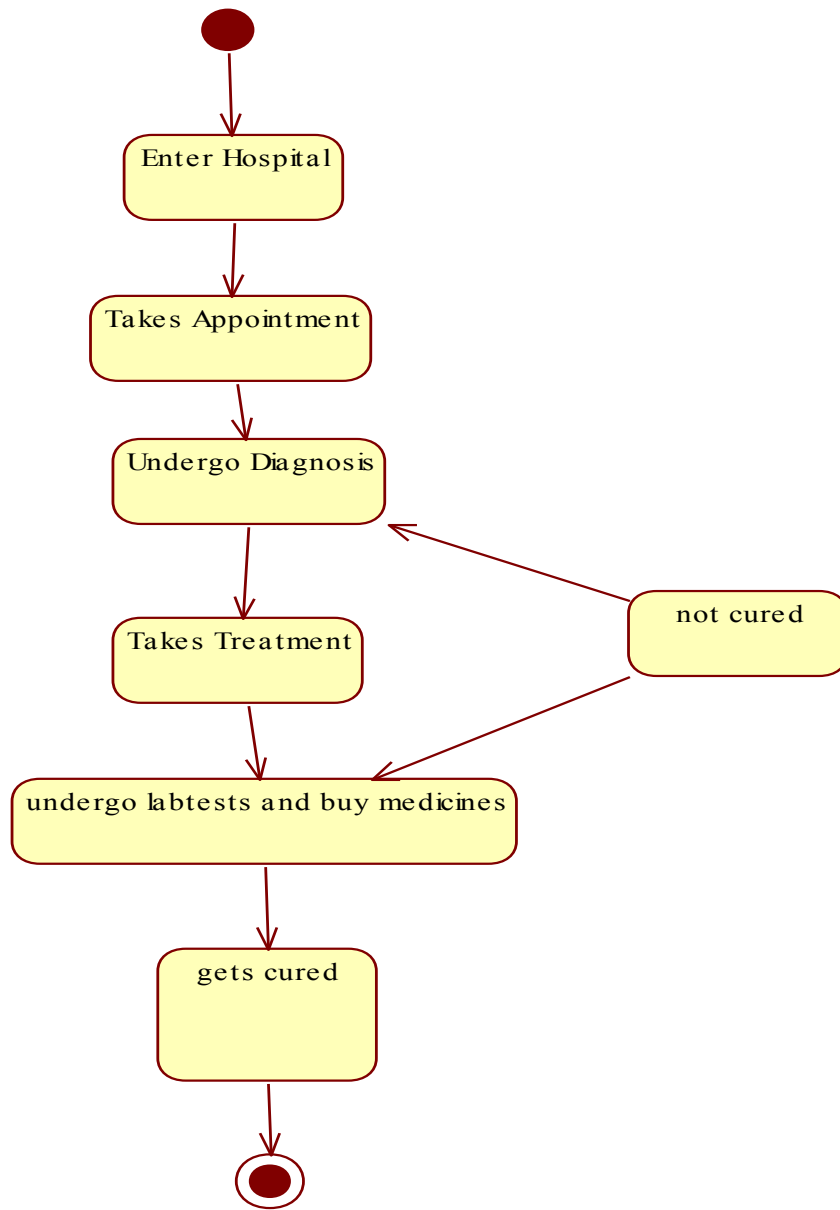 Enter Hospital
Takes Appointment
Undergo Diagnosis
Takes Treatment
not cured
undergo labtests and buy medicines
gets cured